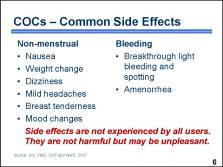 COCs – Common Side Effects
Non-menstrual
• Nausea
• Weight change
• Dizziness
• Mild headaches
• Breast tenderness
• Mood changes
Bleeding
• Breakthrough light
bleeding and
spotting
• Amenorrhea
Side effects are not experienced by all users.
They are not harmful but may be unpleasant.
Source: 1992; CCP and WHO, 2007.
6